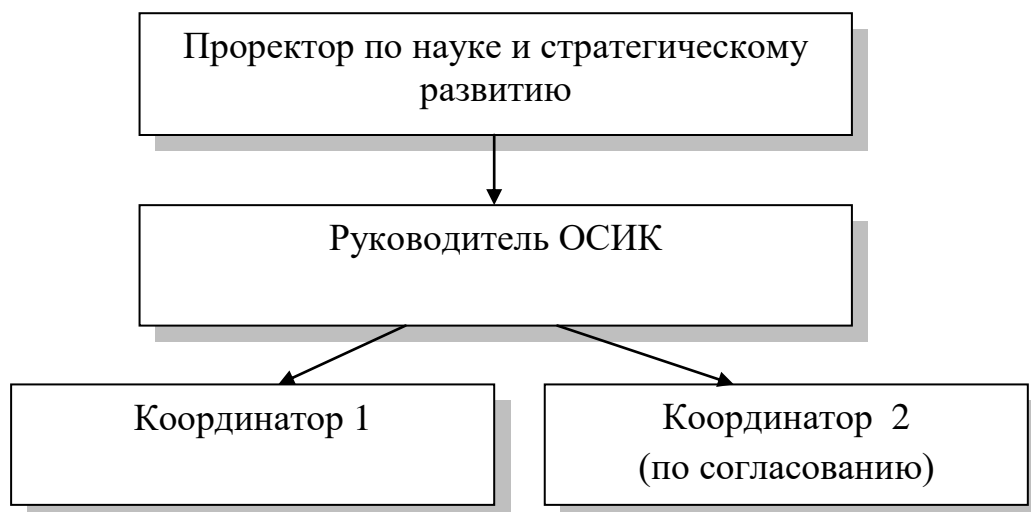 Проректор по науке и стратегическому
развитию
Руководитель ОСИК
Координатор 1
Координатор 2
(по согласованию)